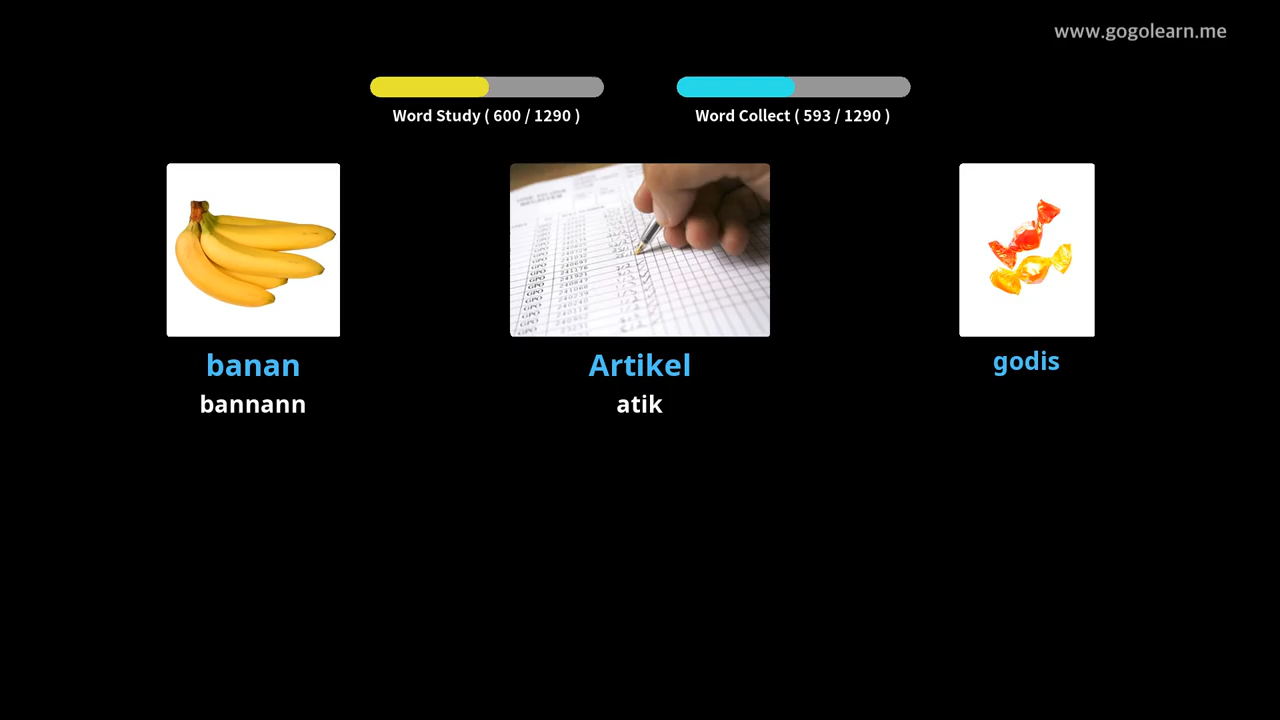 www.gogolearn.me
Word Study ( 600 / 1290 )
Word Collect ( 593 / 1290 )
banan
bannann
Artikel
atik
godis